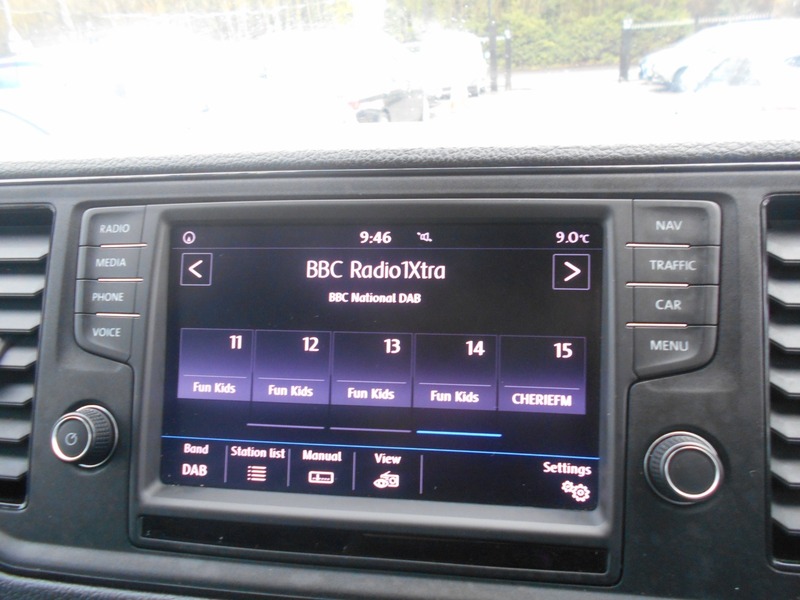 RADIO
MEDIA
PHONE
VOICE
9:46
9.0°C
<
BBC Radio1Xtra
>
BBC National DAB
11 12 13 14 15
Fun Kids Fun Kids Fun Kids Fun Kids CHERIEFM
Band Station list Manual View Settings
DAB
NAV
TRAFFIC
CAR
MENU